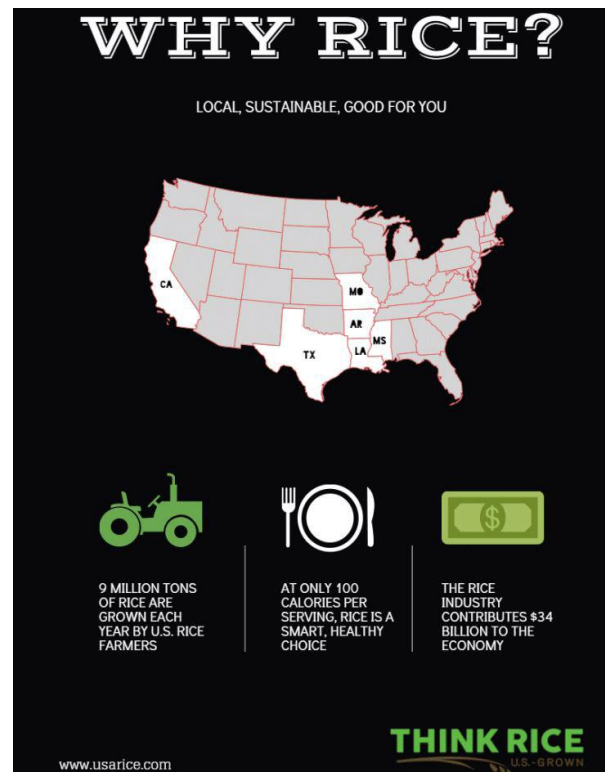 WHY RICE?
LOCAL, SUSTAINABLE, GOOD FOR YOU
CA
MO
AR
MS
LA
TX
$
9 MILLION TONS
OF RICE ARE
GROWN EACH
YEAR BY U.S. RICE
FARMERS
AT ONLY 100
CALORIES PER
SERVING, RICE IS A
SMART, HEALTHY
CHOICE
THE RICE
INDUSTRY
CONTRIBUTES $34
BILLION TO THE
ECONOMY
THINK RICE
U.S.-GROWN
www.usarice.com